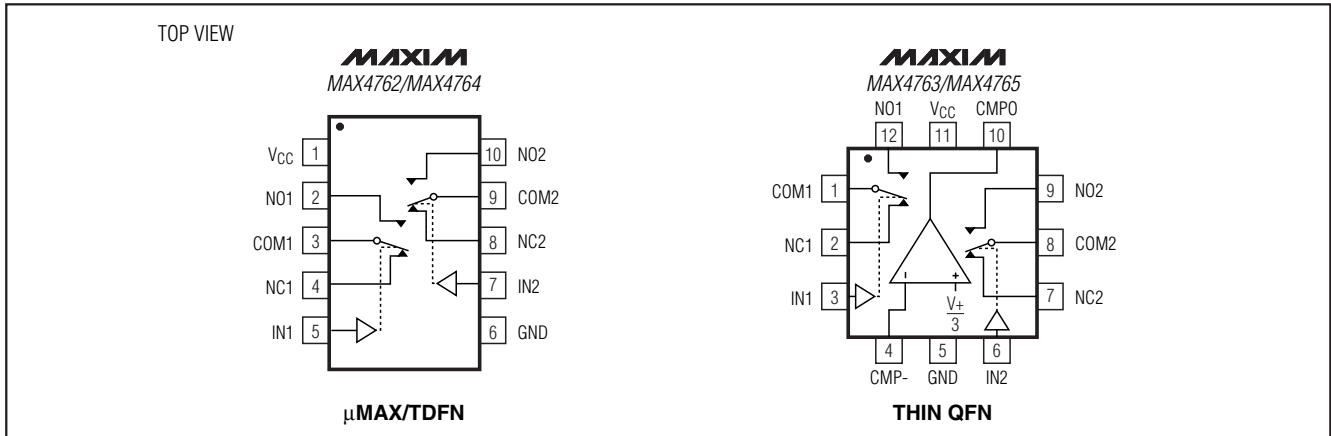 TOP VIEW
MAXIM
MAX4762/MAX4764
VCC 1
NO1 2
COM1 3
NC1 4
IN1 5
10 NO2
9 COM2
8 NC2
7 IN2
6 GND
µMAX/TDFN
MAXIM
MAX4763/MAX4765
NO1 VCC CMPO
12 11 10
COM1 1
NC1 2
IN1 3
9 NO2
8 COM2
7 NC2
- +
V+
3
4 5 6
CMP- GND IN2
THIN QFN